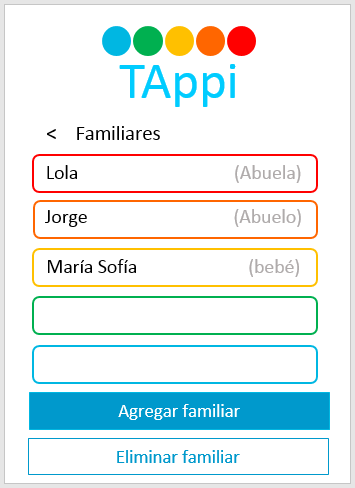 TAppi
< Familiares
Lola (Abuela)
Jorge (Abuelo)
María Sofía (bebé)
Agregar familiar
Eliminar familiar